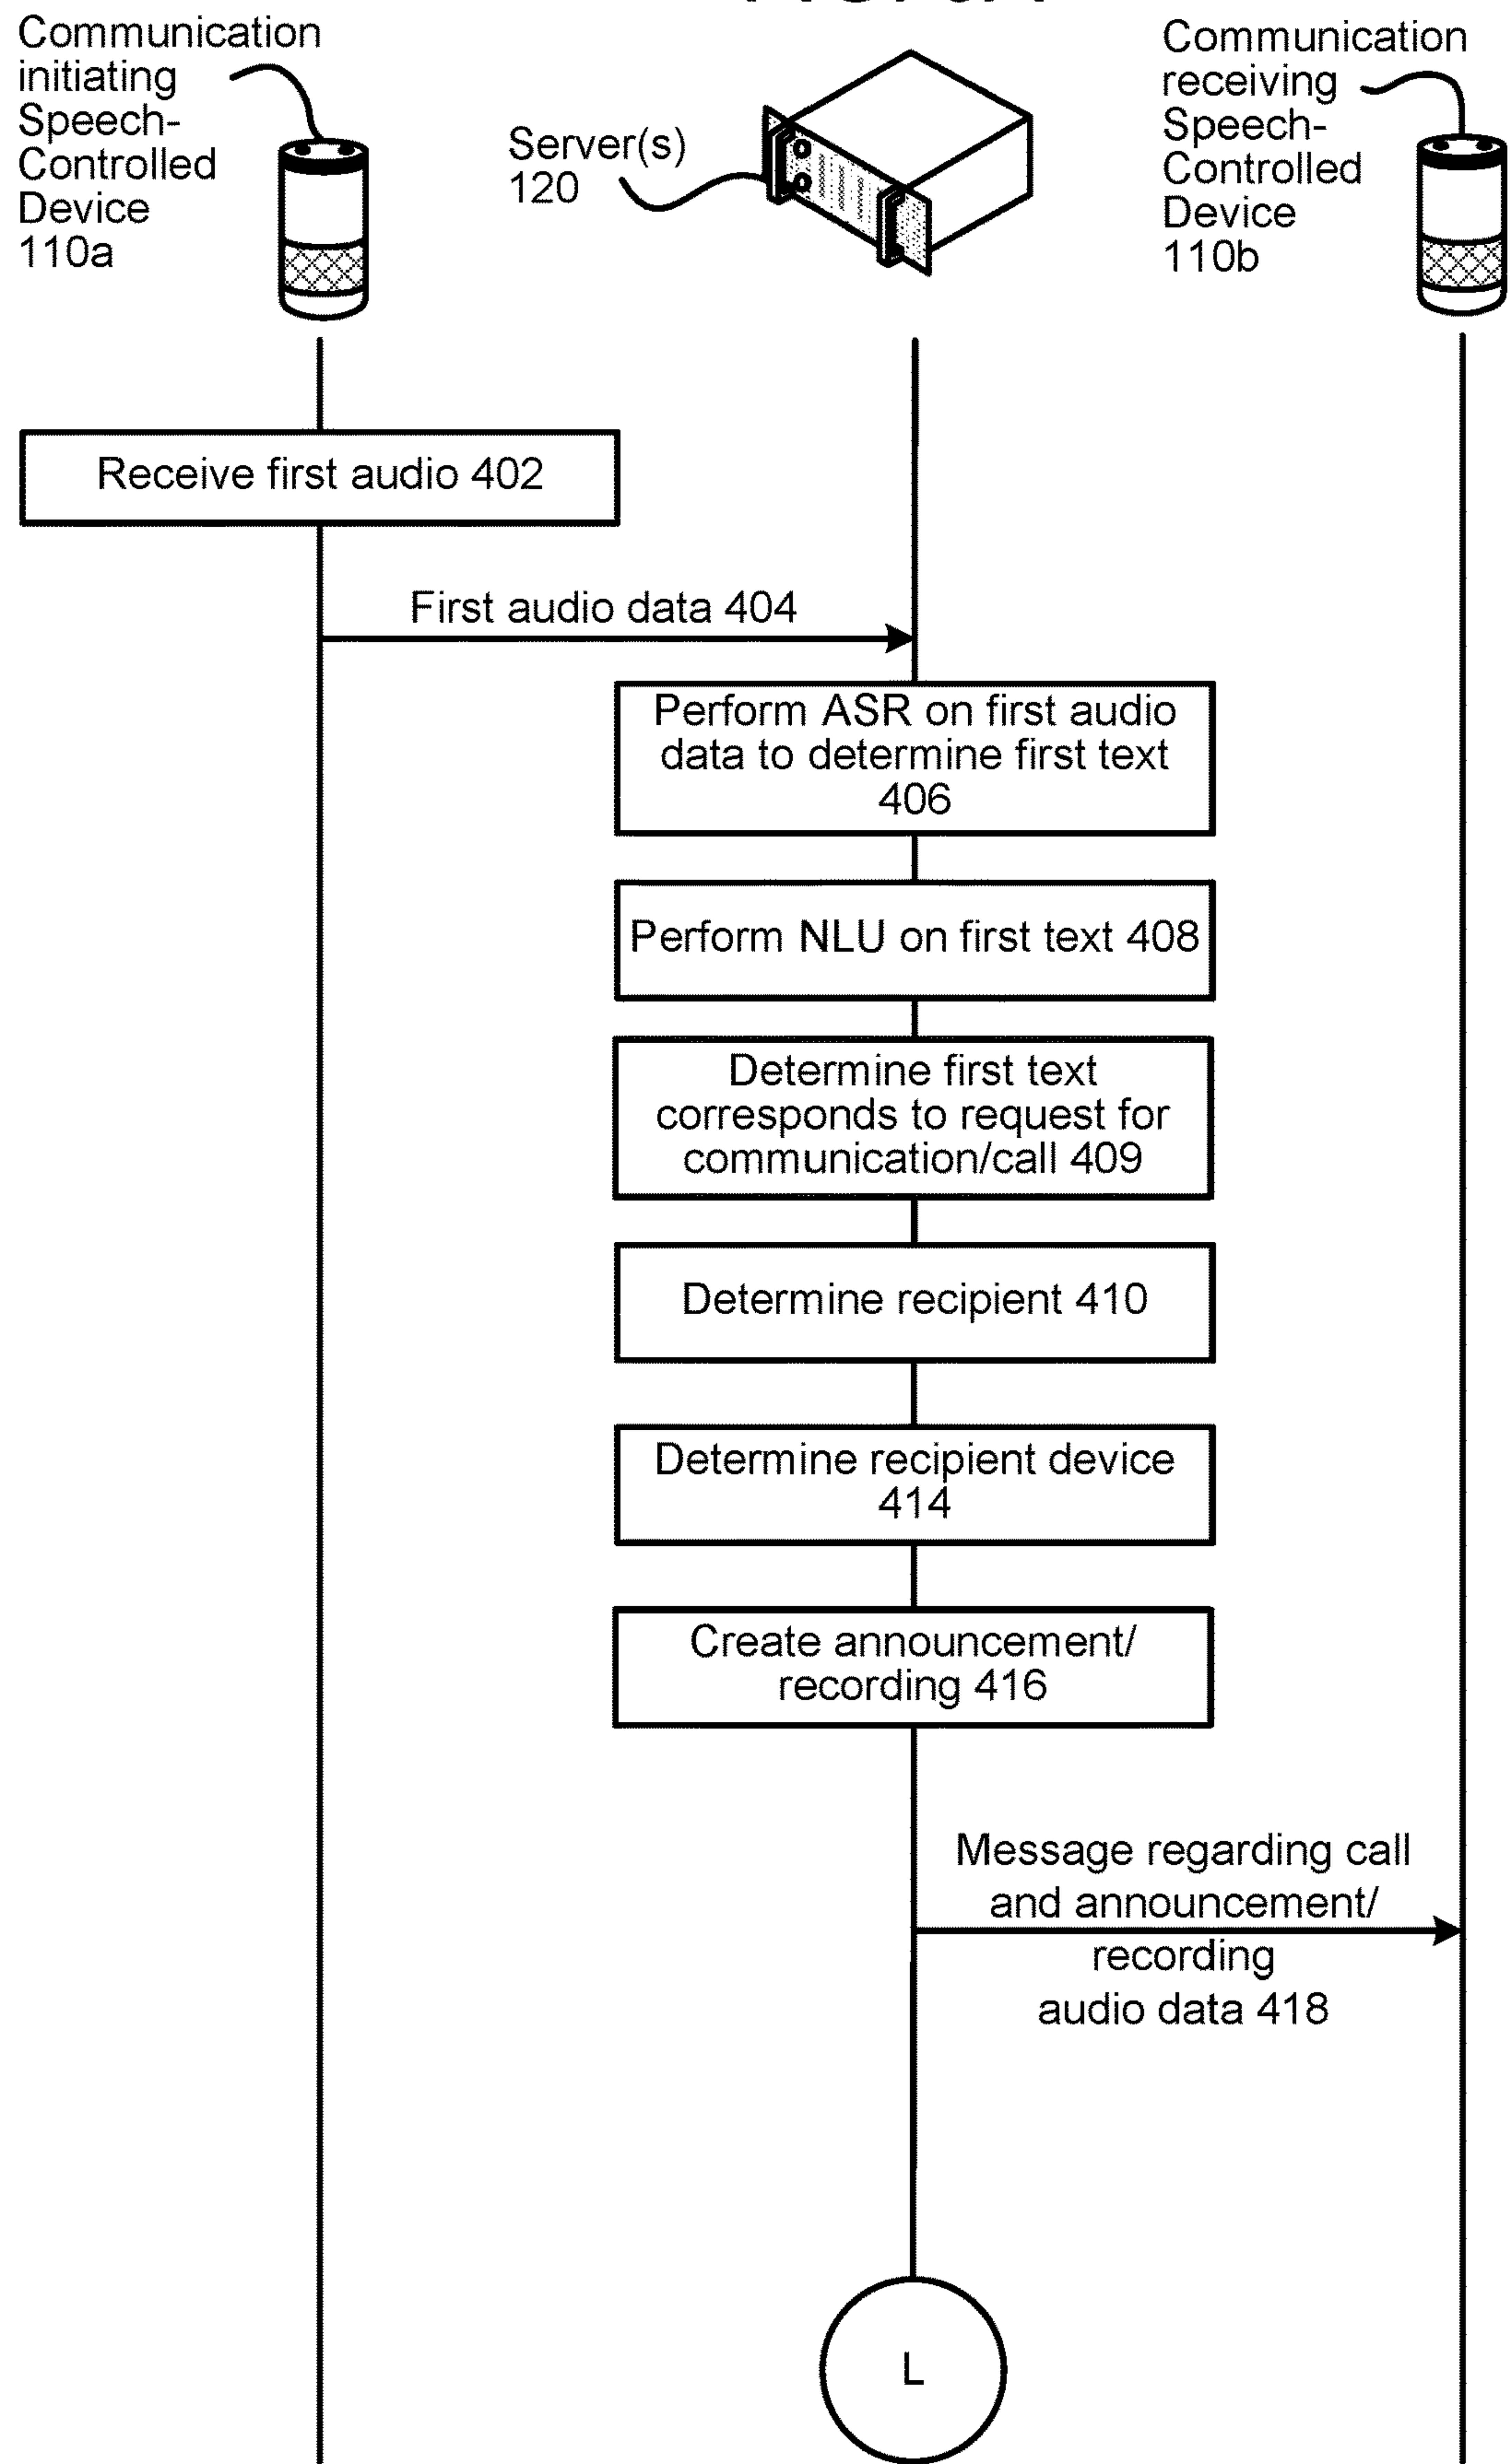 Communication
initiating
Speech-
Controlled
Device
110a
Server(s)
120
Communication
receiving
Speech-
Controlled
Device
110b
Receive first audio 402
First audio data 404
Perform ASR on first audio
data to determine first text
406
Perform NLU on first text 408
Determine first text
corresponds to request for
communication/call 409
Determine recipient 410
Determine recipient device
414
Create announcement/
recording 416
Message regarding call
and announcement/
recording
audio data 418
L